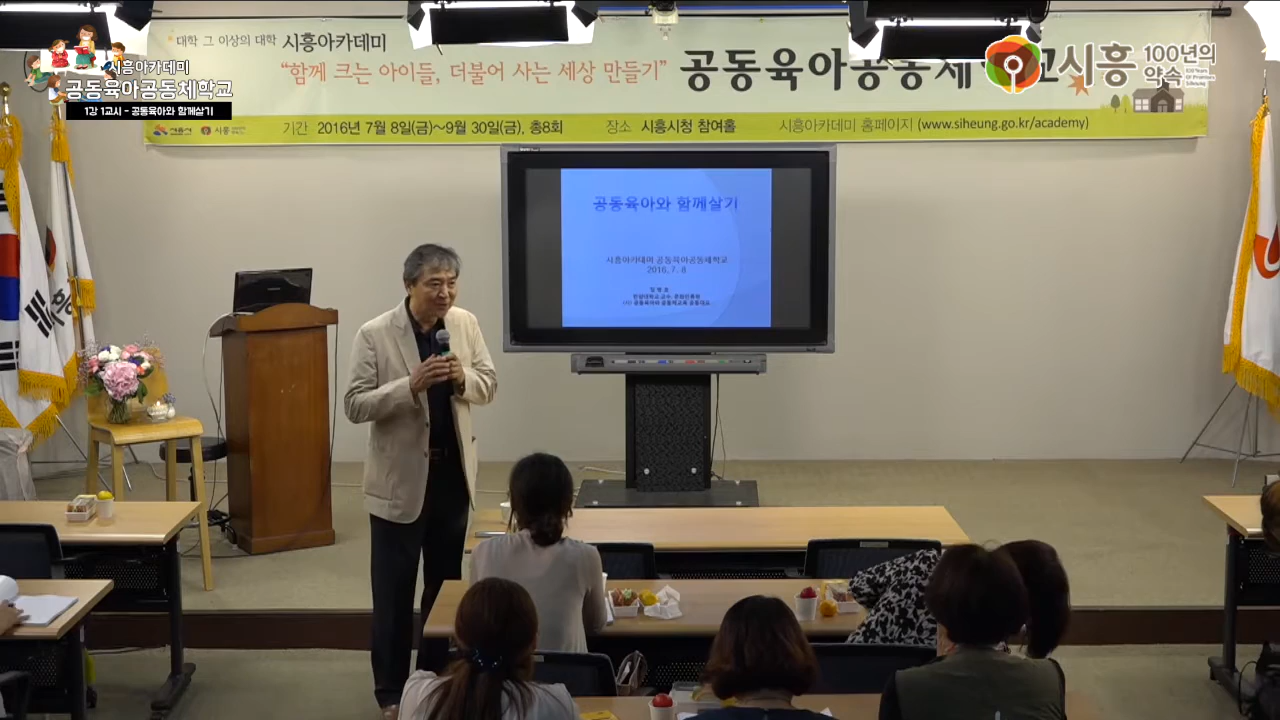 대학 그 이상의 대학 시흥아카데미
"함께 크는 아이들, 더불어 사는 세상 만들기"
공동육아공동체
기간 2016년 7월 8일(금)~9월 30일(금), 총8회
장소 시흥시청 참여홀
시흥아카데미 홈페이지 (www.siheung.go.kr/academy)
시흥아카데미
공동육아공동체학교
1강 1교시 - 공동육아와 함께살기
시흥
100년의
약속
공동육아와 함께살기
시흥아카데미 공동육아공동체학교
2016. 7. 8